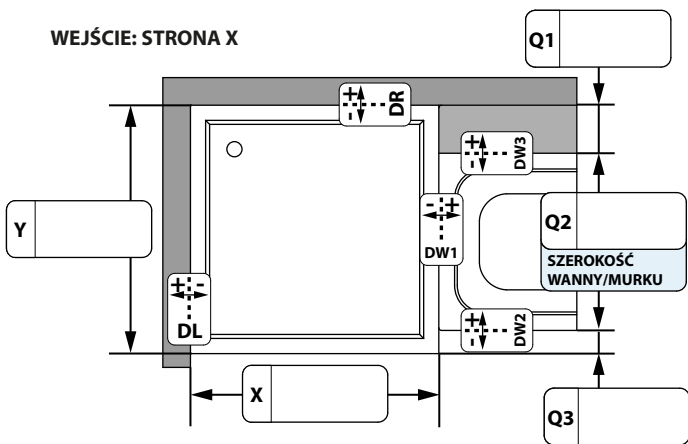 WEJŚCIE: STRONA X
Q1
+
-
DR
+
-
DW3
Y
- +
DW1
Q2
SZEROKOŚĆ
WANNY/MURKU
+ -
DL
+
-
DW2
X
Q3